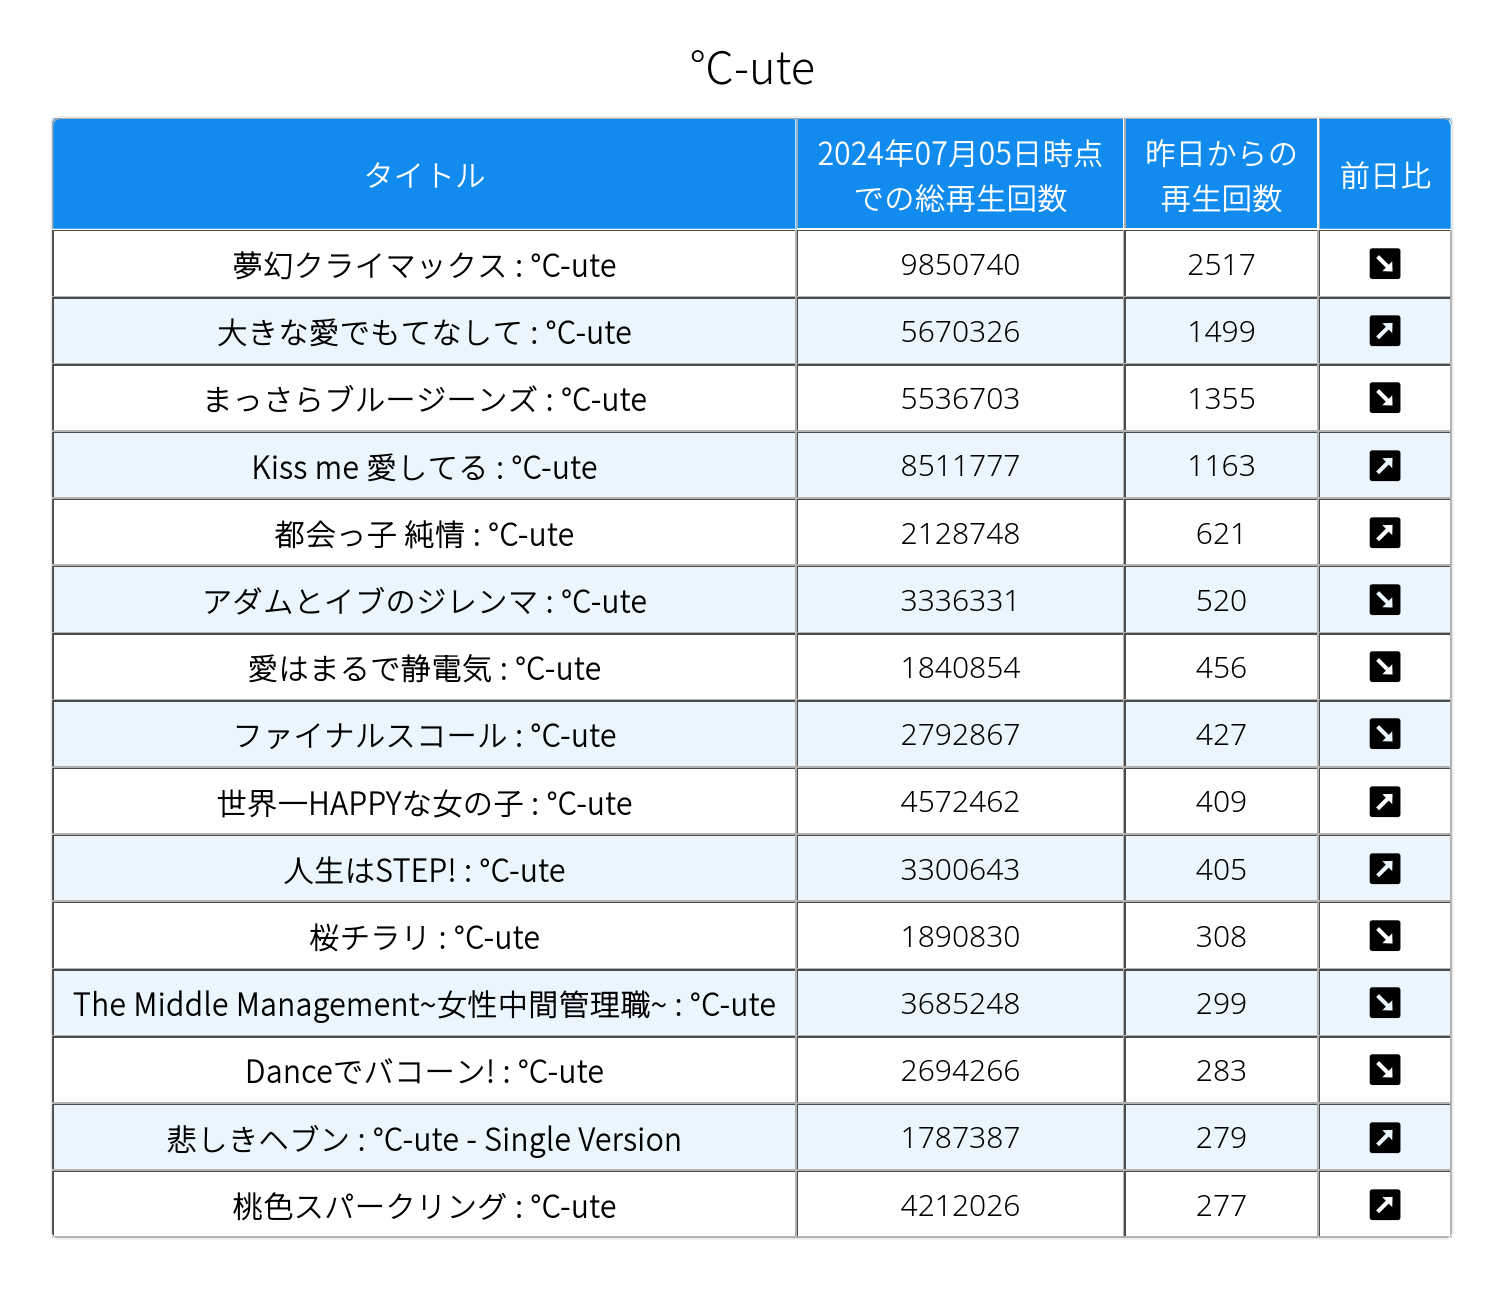 ℃-ute
タイトル
2024年07月05日時点
での総再生回数
昨日からの
再生回数
前日比
夢幻クライマックス : ℃-ute 9850740 2517
大きな愛でもてなして : ℃-ute 5670326 1499
まっさらブルージーンズ : ℃-ute 5536703 1355
Kiss me 愛してる : ℃-ute 8511777 1163
都会っ子 純情 : ℃-ute 2128748 621
アダムとイブのジレンマ : ℃-ute 3336331 520
愛はまるで静電気 : ℃-ute 1840854 456
ファイナルスコール : ℃-ute 2792867 427
世界一HAPPYな女の子 : ℃-ute 4572462 409
人生はSTEP! : ℃-ute 3300643 405
桜チラリ : ℃-ute 1890830 308
The Middle Management~女性中間管理職~ : ℃-ute 3685248 299
Danceでバコーン! : ℃-ute 2694266 283
悲しきヘブン : ℃-ute - Single Version 1787387 279
桃色スパークリング : ℃-ute 4212026 277